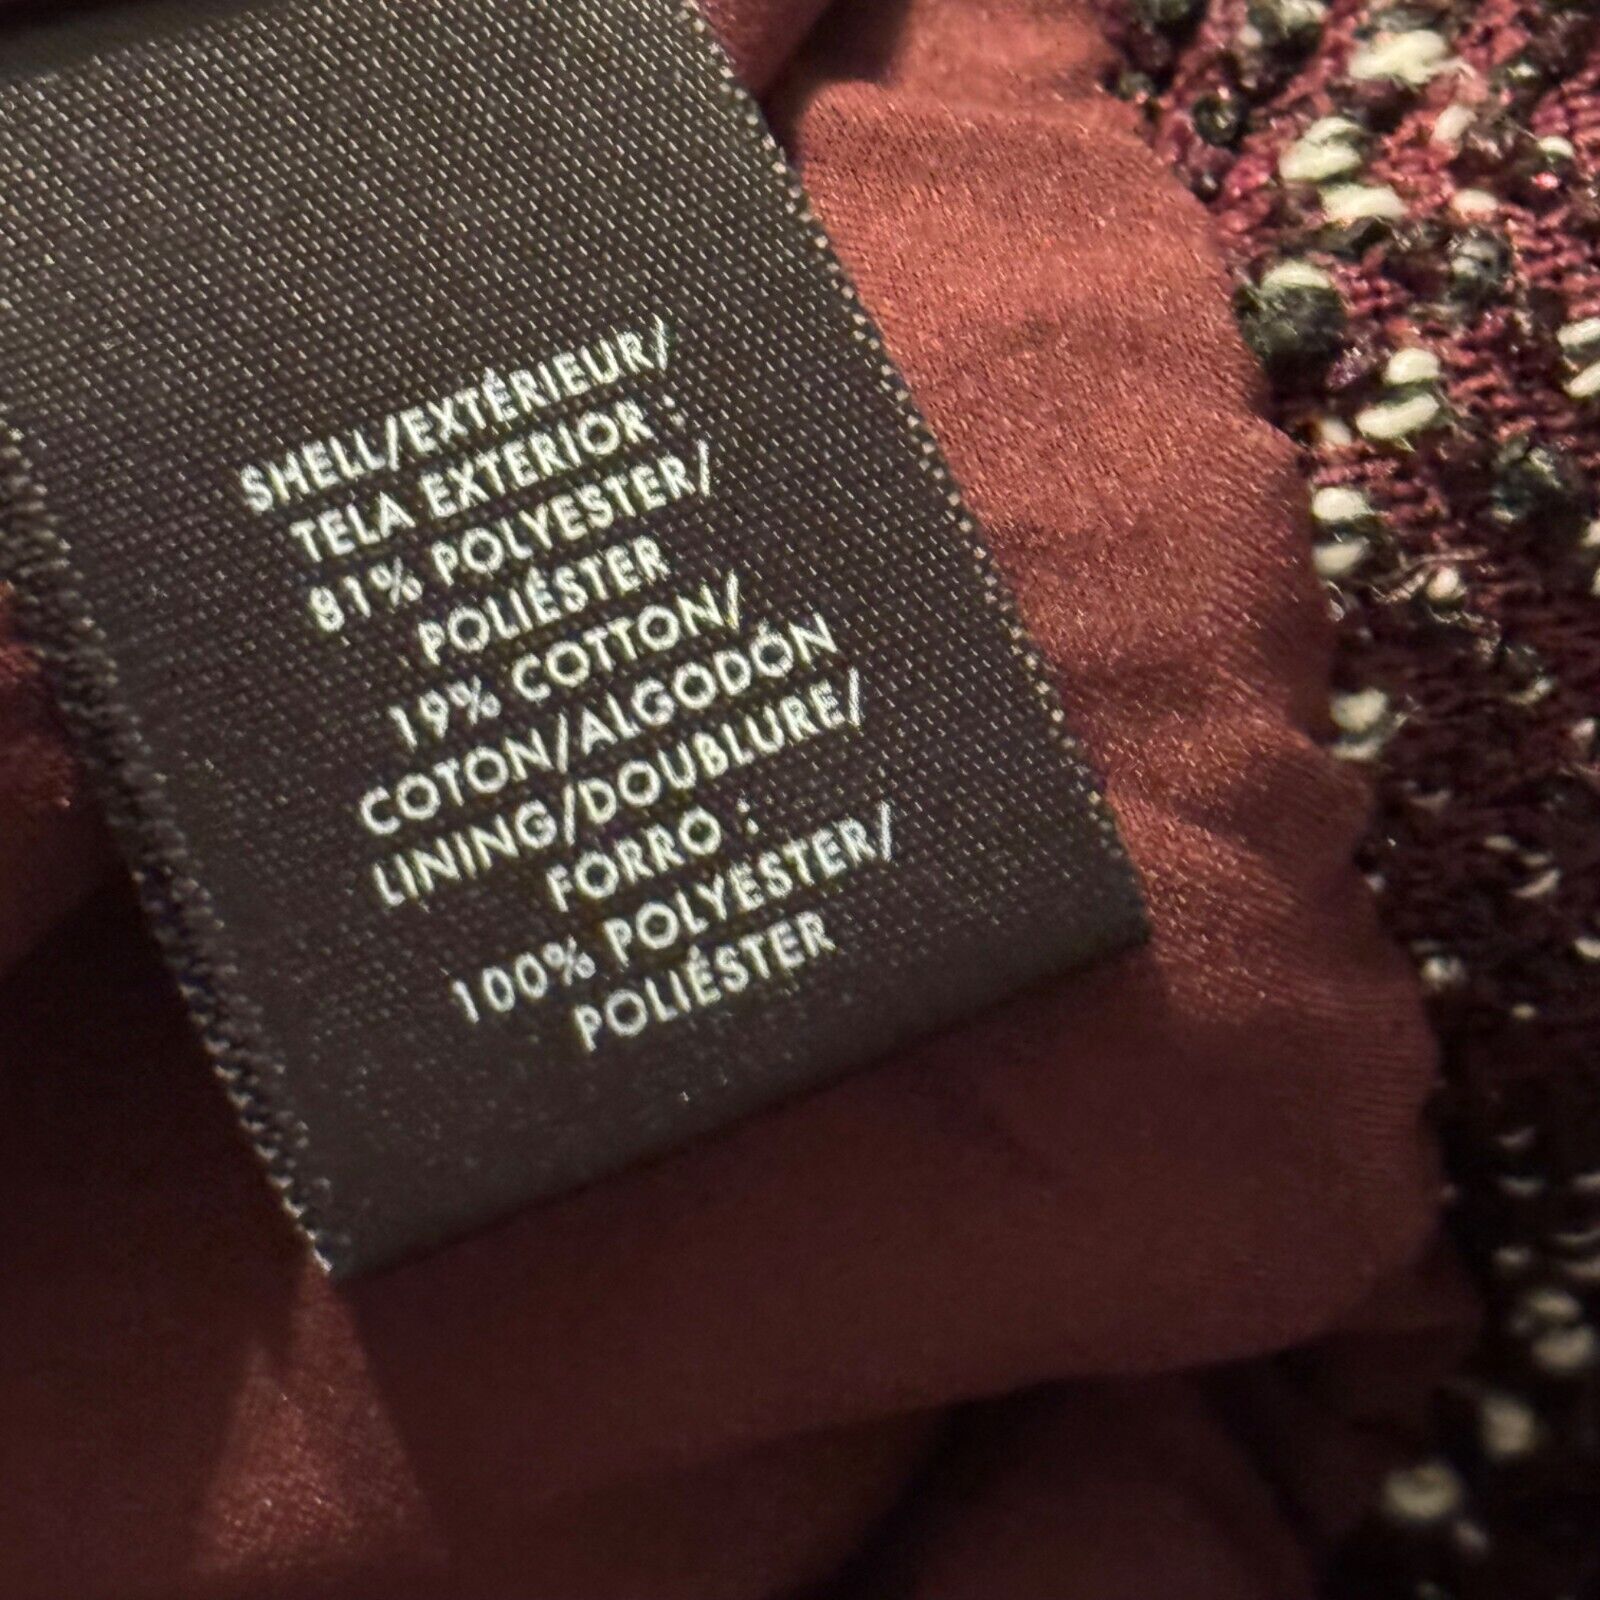 SHELL/EXTÉRIEUR/
TELA EXTERIOR :
81% POLYESTER/
POLIÉSTER
19% COTTON/
COTON/ALGODÓN
LINING/DOUBLURE/
FORRO :
100% POLYESTER/
POLIÉSTER